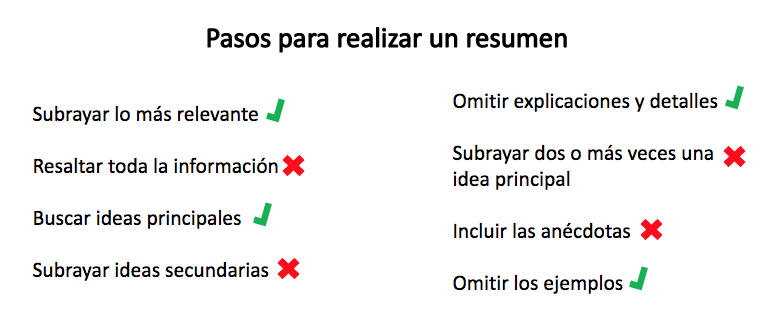 Pasos para realizar un resumen
Subrayar lo más relevante
Resaltar toda la información
Buscar ideas principales
Subrayar ideas secundarias
Omitir explicaciones y detalles
Subrayar dos o más veces una
idea principal
Incluir las anécdotas
Omitir los ejemplos